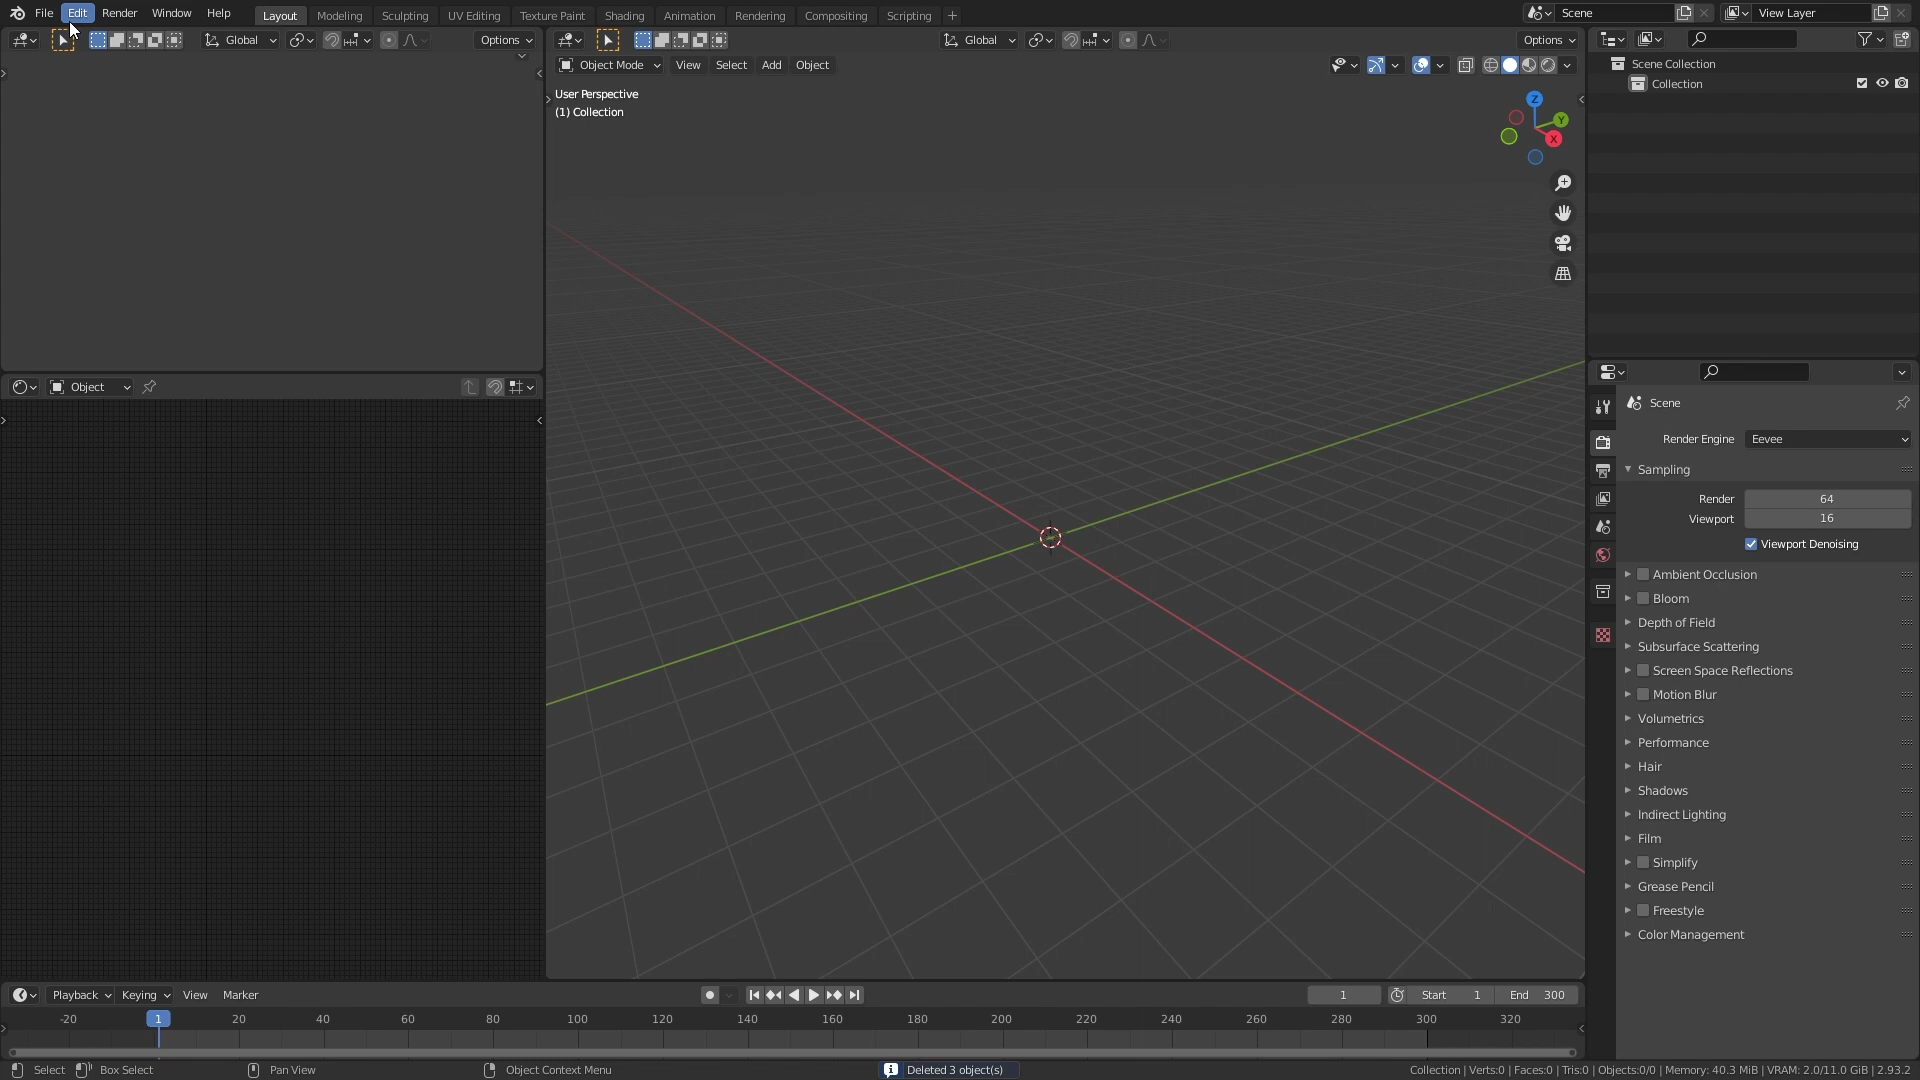 File Edit Render Window Help Layout Modeling Sculpting UV Editing Texture Paint Shading Animation Rendering Compositing Scripting + Scene View Layer
Global Options Global Options
Object Mode View Select Add Object
Scene Collection
Collection
User Perspective
(1) Collection
Z
Y
X
Object
Scene
Render Engine Eevee
Sampling
Render 64
Viewport 16
Viewport Denoising
Ambient Occlusion
Bloom
Depth of Field
Subsurface Scattering
Screen Space Reflections
Motion Blur
Volumetrics
Performance
Hair
Shadows
Indirect Lighting
Film
Simplify
Grease Pencil
Freestyle
Color Management
Playback Keying View Marker 1 Start 1 End 300
-20 1 20 40 60 80 100 120 140 160 180 200 220 240 260 280 300 320
Select Box Select Pan View Object Context Menu Deleted 3 object(s) Collection | Verts:0 | Faces:0 | Tris:0 | Objects:0/0 | Memory: 40.3 MiB | VRAM: 2.0/11.0 GiB | 2.93.2